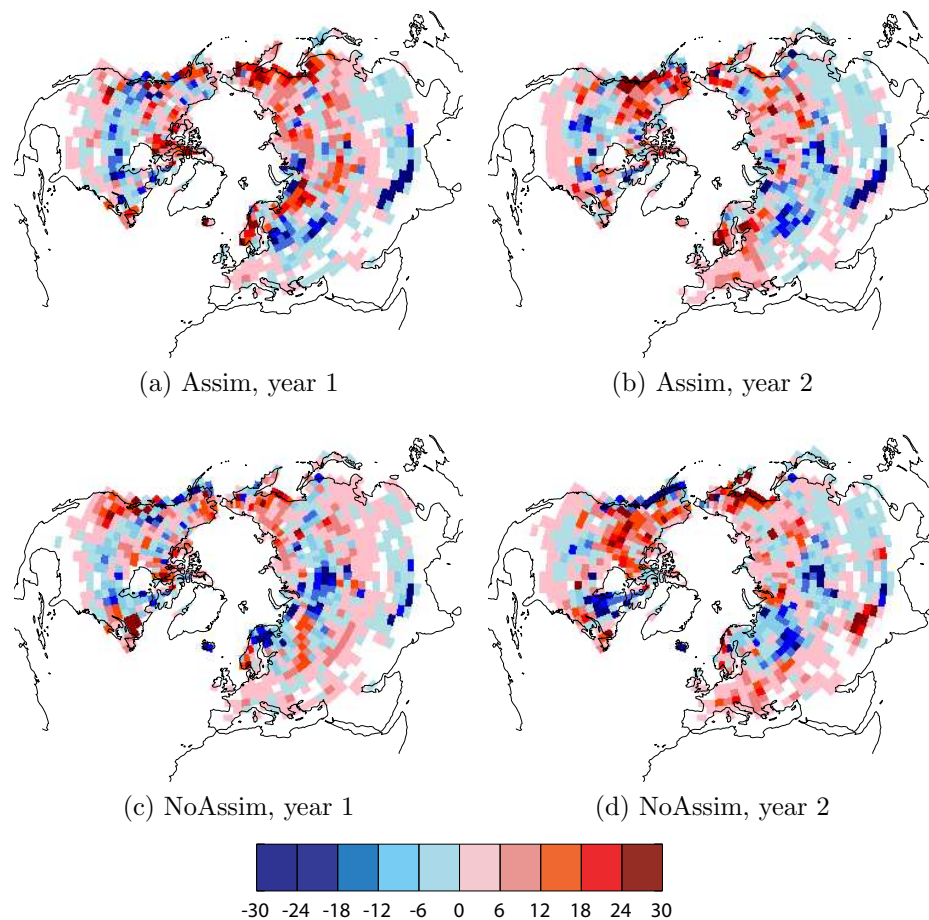 (a) Assim, year 1
(b) Assim, year 2
(c) NoAssim, year 1
(d) NoAssim, year 2
-30 -24 -18 -12 -6 0 6 12 18 24 30